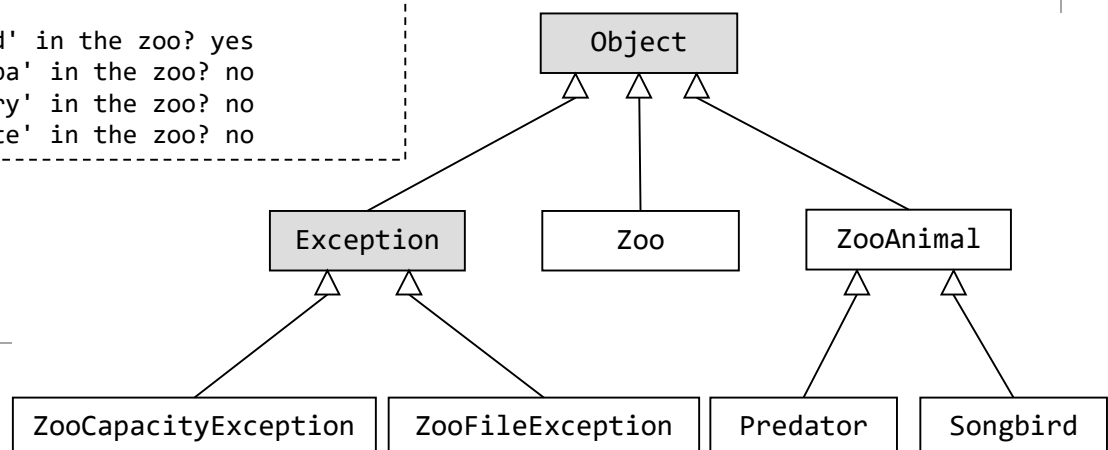 ' in the zoo? yes
' in the zoo? no
' in the zoo? no
' in the zoo? no
Object
Exception
Zoo
ZooAnimal
ZooCapacityException
ZooFileException
Predator
Songbird